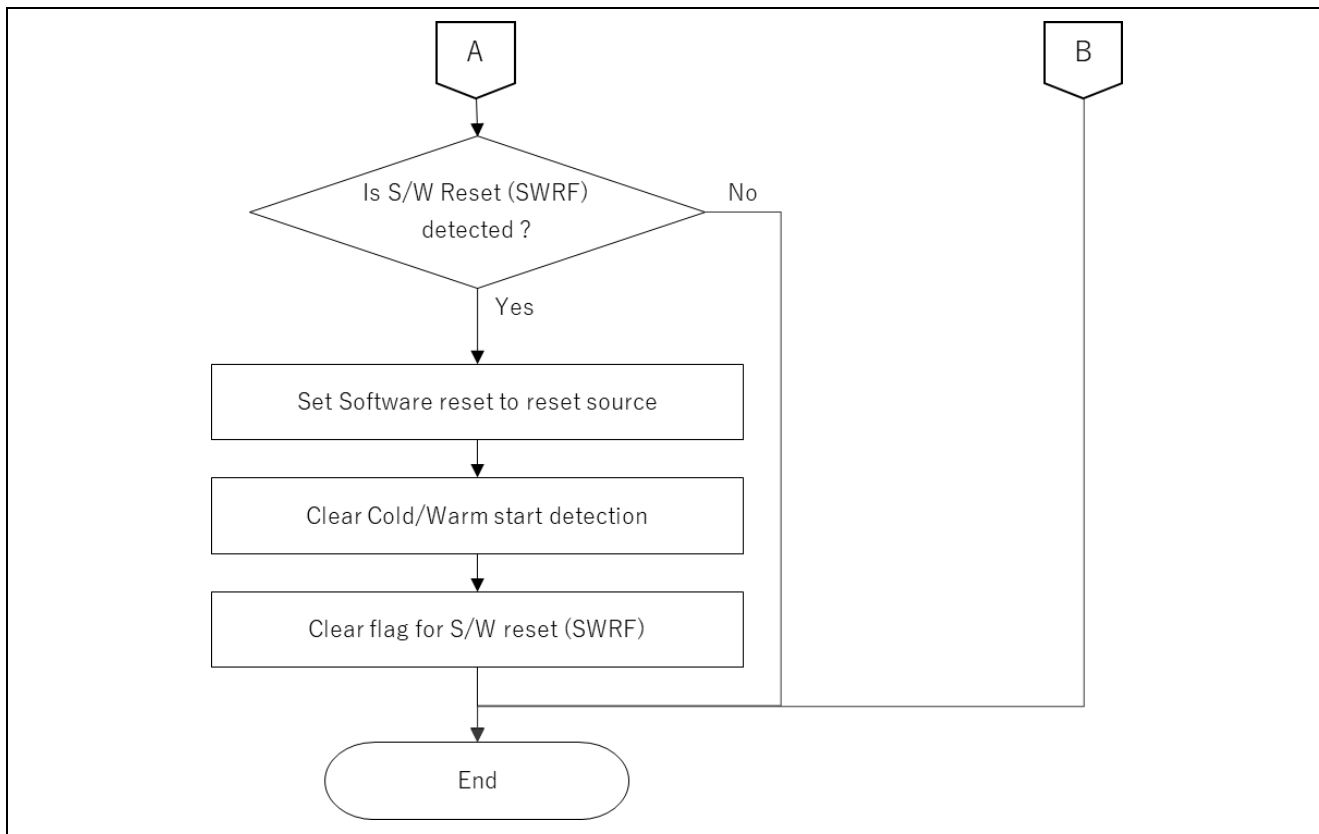 A
B
Is S/W Reset (SWRF)
detected ?
No
Yes
Set Software reset to reset source
Clear Cold/Warm start detection
Clear flag for S/W reset (SWRF)
End